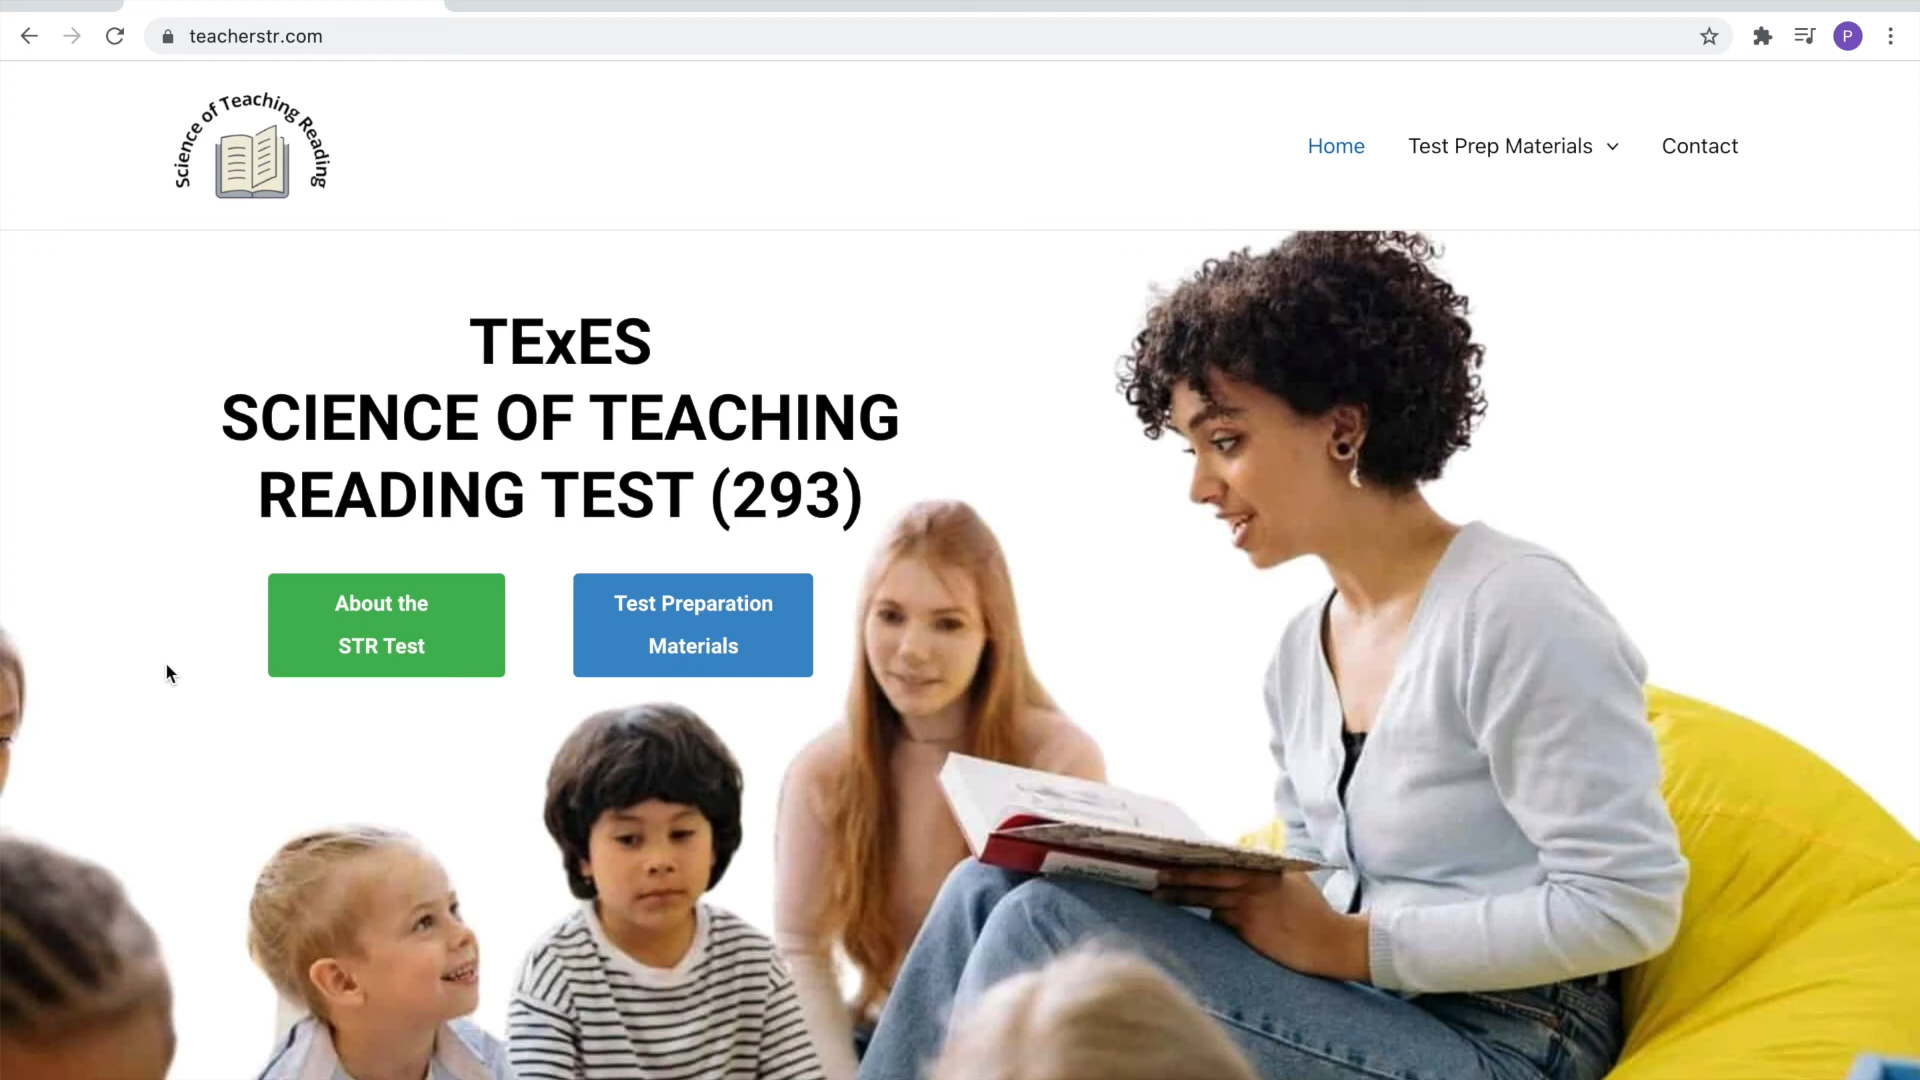 teacherstr.com
P
Science of Teaching Reading
Home
Test Prep Materials
Contact
TExES
SCIENCE OF TEACHING
READING TEST (293)
About the
STR Test
Test Preparation
Materials